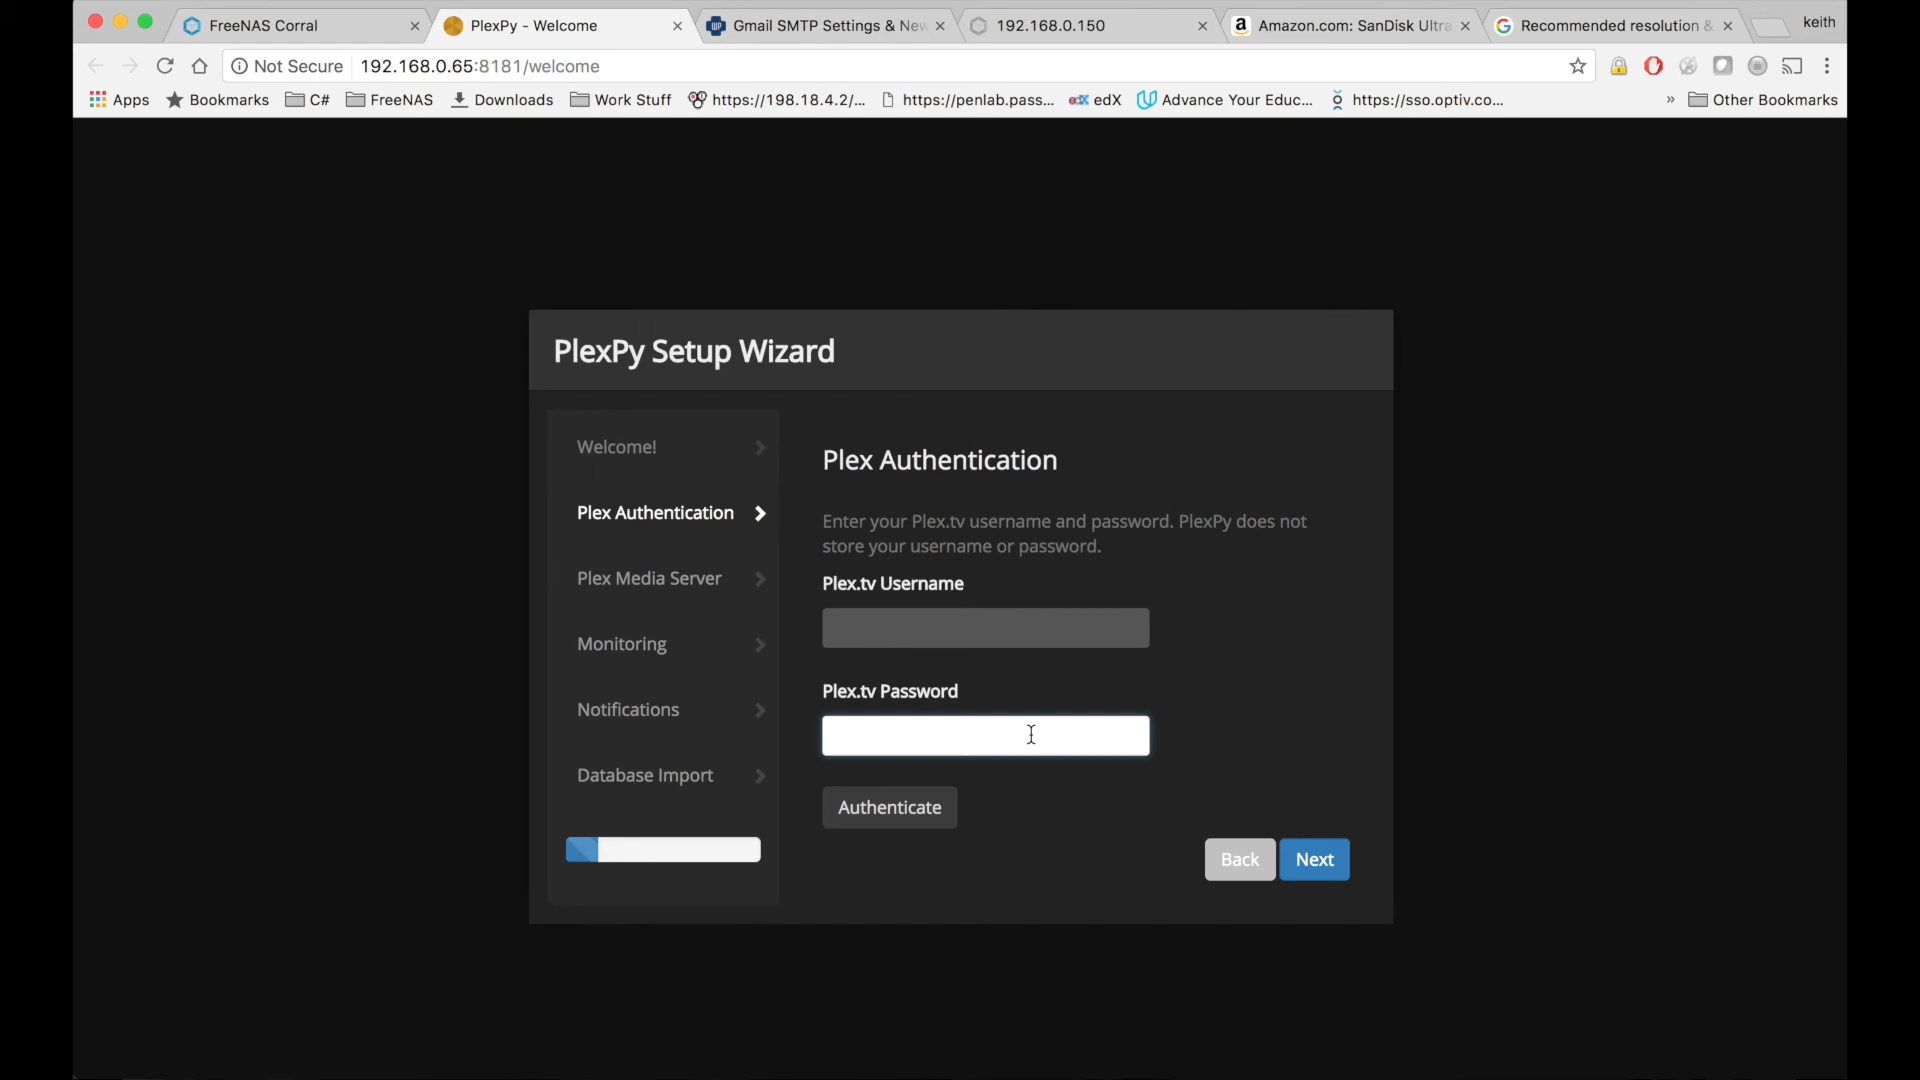 FreeNAS Corral
PlexPy - Welcome
Gmail SMTP Settings & New
192.168.0.150
Amazon.com: SanDisk Ultra
Recommended resolution &
keith
Not Secure
192.168.0.65:8181/welcome
Apps
Bookmarks
C#
FreeNAS
Downloads
Work Stuff
https://198.18.4.2/...
https://penlab.pass...
edX
Advance Your Educ...
https://sso.optiv.co...
»
Other Bookmarks
PlexPy Setup Wizard
Welcome!
Plex Authentication
Plex Media Server
Monitoring
Notifications
Database Import
Plex Authentication
Enter your Plex.tv username and password. PlexPy does not
store your username or password.
Plex.tv Username
Plex.tv Password
Authenticate
Back
Next